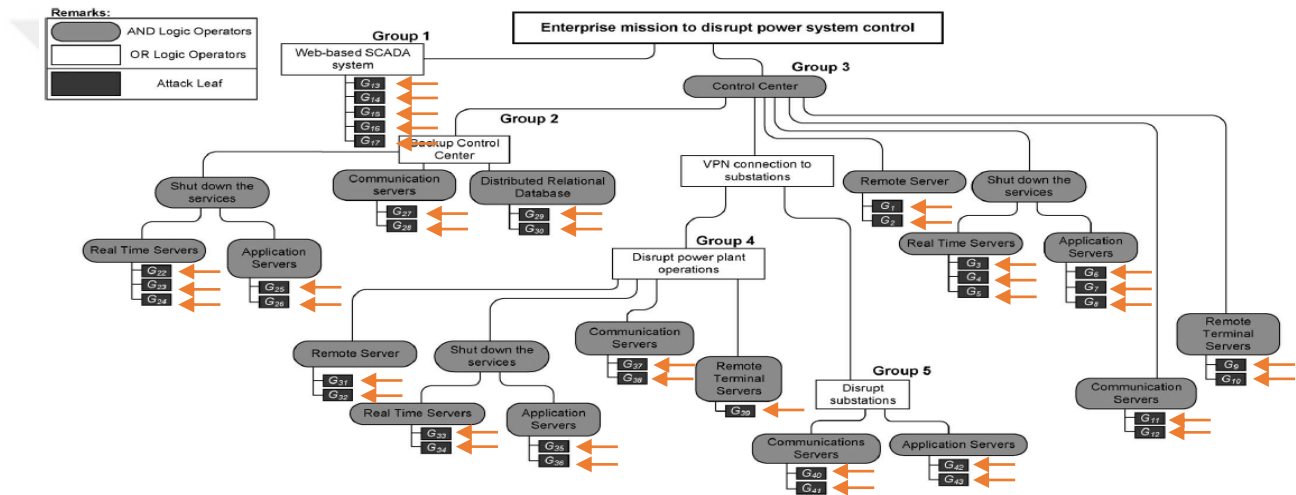 Remarks:
AND Logic Operators
OR Logic Operators
Attack Leaf
Enterprise mission to disrupt power system control
Group 1
Web-based SCADA
system
G13
G14
G15
G16
G17
Group 3
Control Center
Group 2
Backup Control
Center
VPN connection to
substations
Shut down the
services
Communication
servers
G27
G28
Distributed Relational
Database
G29
G30
Real Time Servers
G22
G23
G24
Application
Servers
G25
G26
Remote Server
G1
G2
Shut down the
services
Real Time Servers
G3
G4
G5
Application
Servers
G6
G7
G8
Group 4
Disrupt power plant
operations
Remote Server
G31
G32
Shut down the
services
Real Time Servers
G33
G34
Application
Servers
G35
G36
Communication
Servers
G37
G38
Remote
Terminal
Servers
G39
Group 5
Disrupt
substations
Communications
Servers
G40
G41
Application Servers
G42
G43
Communication
Servers
G11
G12
Remote
Terminal
Servers
G9
G10